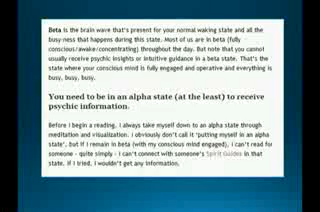 Beta is the brain wave that's present for your normal waking state and all the
busy-ness that happens during this state. Most of us are in beta (fully
conscious/awake/concentrating) throughout the day. But note that you cannot
usually receive psychic insights or intuitive guidance in a beta state. That's the
state where your conscious mind is fully engaged and operative and everything is
busy, busy, busy.
You need to be in an alpha state (at the least) to receive
psychic information.
Before I begin a reading, I always take myself down to an alpha state through
meditation and visualization. I obviously don't call it 'putting myself in an alpha
state', but if I remain in beta (with my conscious mind engaged), I can't read for
someone - quite simply - I can't connect with someone's Spirit Guides in that
state. If I tried, I wouldn't get any information.